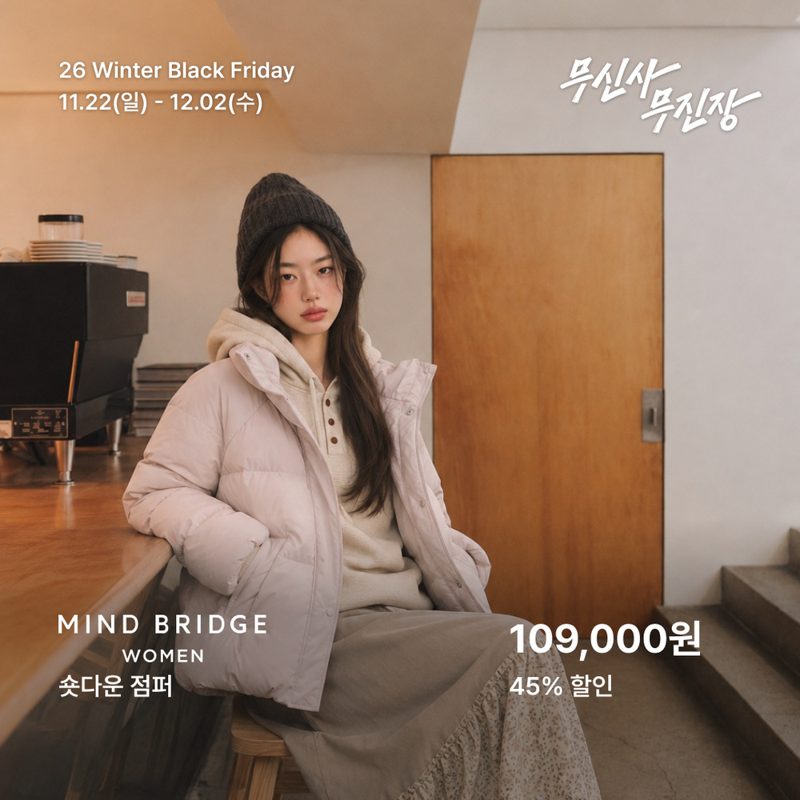 26 Winter Black Friday
11.22(일) - 12.02(수)
무신사
무진장
MIND BRIDGE
WOMEN
숏다운 점퍼
109,000원
45% 할인